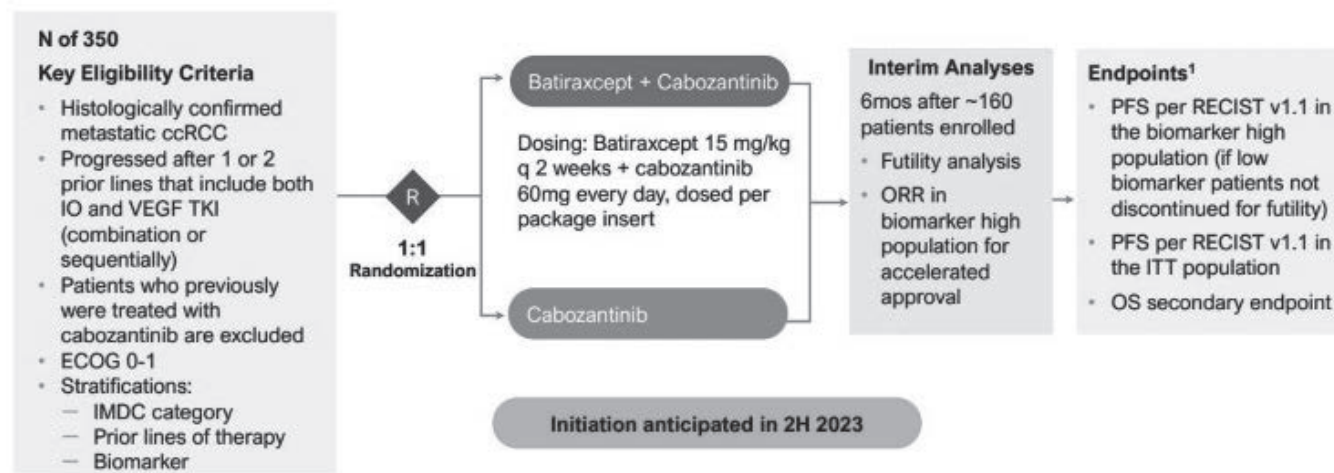 N of 350
Key Eligibility Criteria
• Histologically confirmed
metastatic ccRCC
• Progressed after 1 or 2
prior lines that include both
IO and VEGF TKI
(combination or
sequentially)
• Patients who previously
were treated with
cabozantinib are excluded
• ECOG 0-1
• Stratifications:
— IMDC category
— Prior lines of therapy
— Biomarker
R
1:1
Randomization
Batiraxcept + Cabozantinib
Dosing: Batiraxcept 15 mg/kg
q 2 weeks + cabozantinib
60mg every day, dosed per
package insert
Cabozantinib
Initiation anticipated in 2H 2023
Interim Analyses
6mos after ~160
patients enrolled
• Futility analysis
• ORR in
biomarker high
population for
accelerated
approval
Endpoints¹
• PFS per RECIST v1.1 in
the biomarker high
population (if low
biomarker patients not
discontinued for futility)
• PFS per RECIST v1.1 in
the ITT population
• OS secondary endpoint